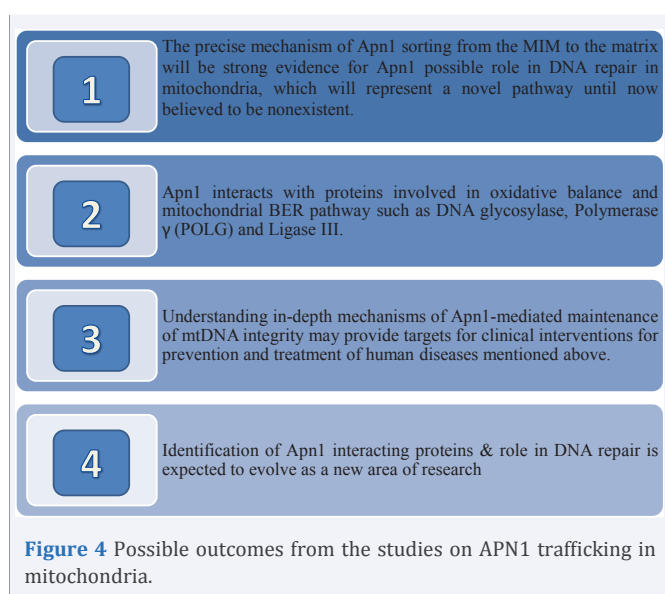 1
The precise mechanism of Apn1 sorting from the MIM to the matrix
will be strong evidence for Apn1 possible role in DNA repair in
mitochondria, which will represent a novel pathway until now
believed to be nonexistent.
2
Apn1 interacts with proteins involved in oxidative balance and
mitochondrial BER pathway such as DNA glycosylase, Polymerase
γ (POLG) and Ligase III.
3
Understanding in-depth mechanisms of Apn1-mediated maintenance
of mtDNA integrity may provide targets for clinical interventions for
prevention and treatment of human diseases mentioned above.
4
Identification of Apn1 interacting proteins & role in DNA repair is
expected to evolve as a new area of research
Figure 4 Possible outcomes from the studies on APN1 trafficking in
mitochondria.